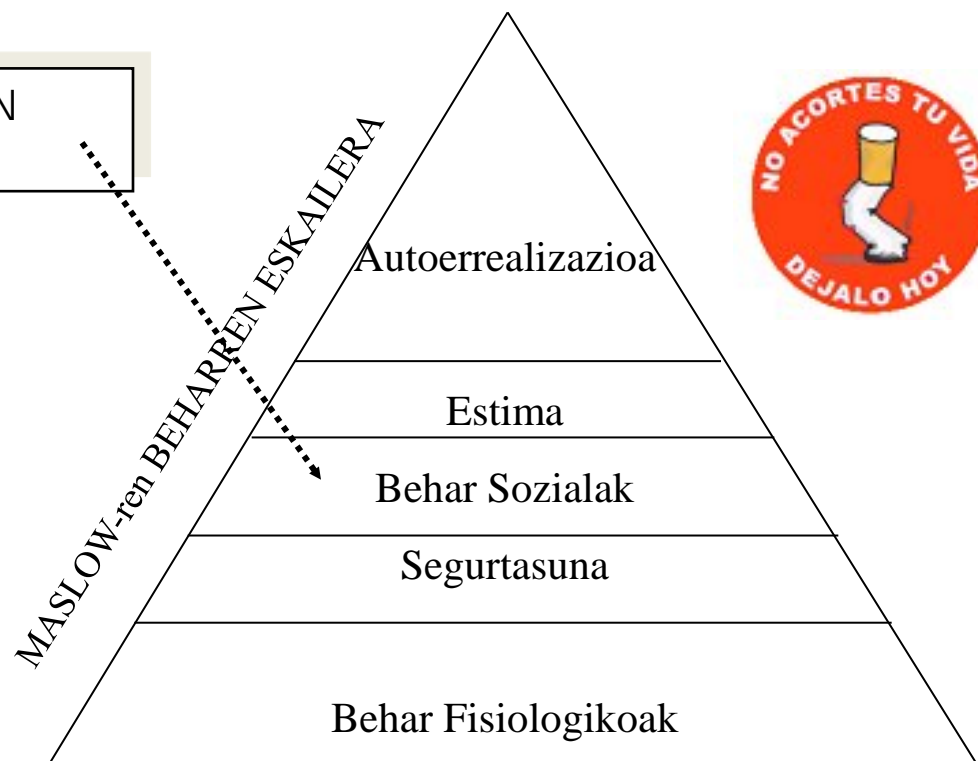 MASLOW-ren BEHARREN ESKAILERA
Autoerrealizazioa
Estima
Behar Sozialak
Segurtasuna
Behar Fisiologikoak
NO ACORTES TU VIDA
DEJALO HOY